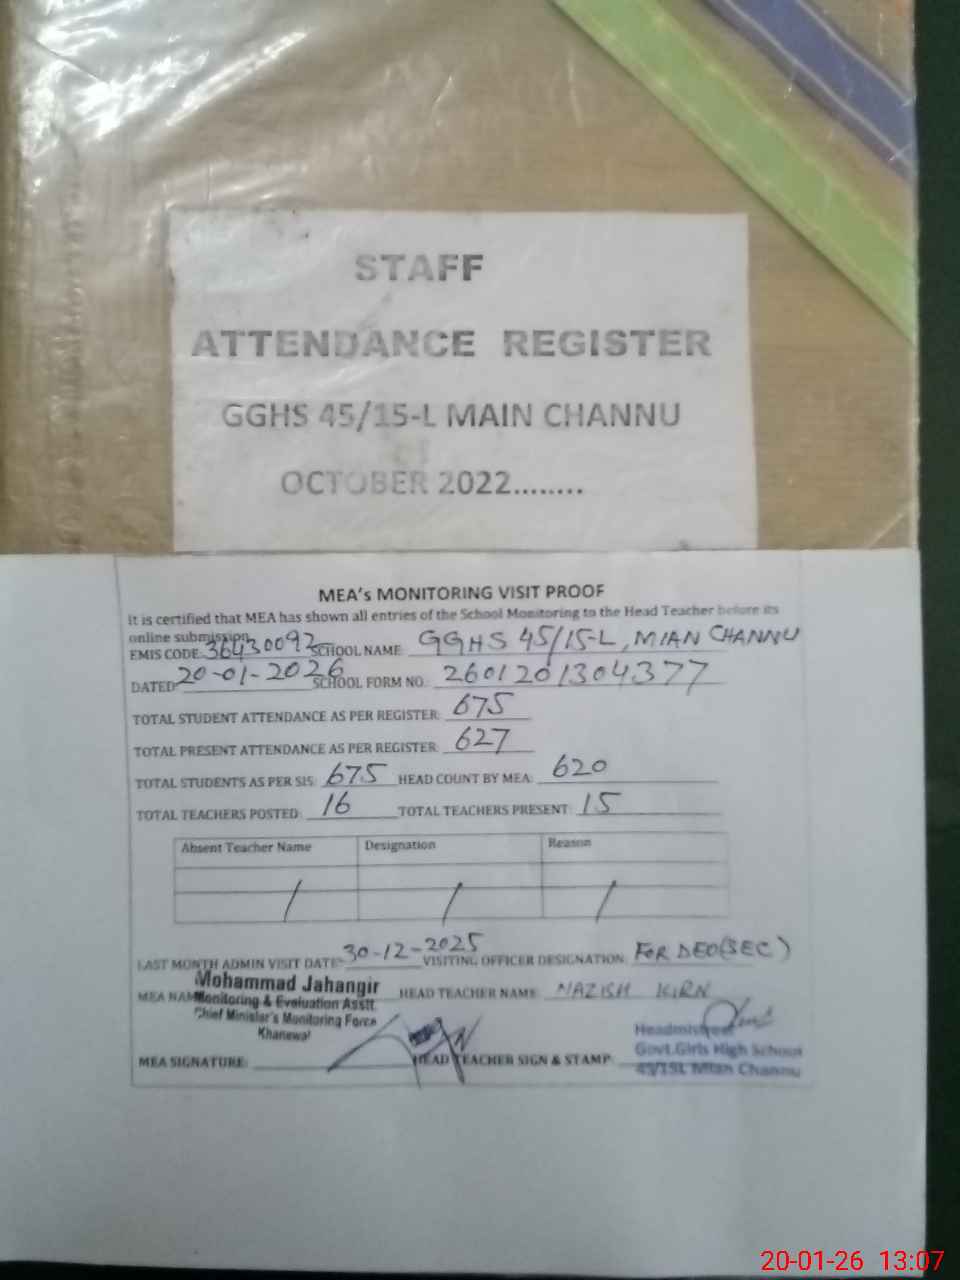 STAFF
ATTENDANCE REGISTER
GGHS 45/15-L MAIN CHANNU
OCTOBER 2022........
MEA's MONITORING VISIT PROOF
It is certified that MEA has shown all entries of the School Monitoring to the Head Teacher before its
online submission
EMIS CODE: 36430092 SCHOOL NAME: GGHS 45/15-L, MIAN CHANNU
DATED: 20-01-2026 SCHOOL FORM NO.: 2601201304377
TOTAL STUDENT ATTENDANCE AS PER REGISTER: 675
TOTAL PRESENT ATTENDANCE AS PER REGISTER: 627
TOTAL STUDENTS AS PER SIS: 675 HEAD COUNT BY MEA: 620
TOTAL TEACHERS POSTED: 16 TOTAL TEACHERS PRESENT: 15
Absent Teacher Name Designation Reason
/ / /
LAST MONTH ADMIN VISIT DATE: 30-12-2025 VISITING OFFICER DESIGNATION: FOR DEO(SEC)
MEA NAME Mohammad Jahangir HEAD TEACHER NAME: NAZISH KIRN
Monitoring & Evaluation Asstt.
Chief Minislar's Monitoring Force
Khanewal
MEA SIGNATURE: HEAD TEACHER SIGN & STAMP:
Headmistress
Govt.Girls High School
45/15L Mian Channu
20-01-26 13:07